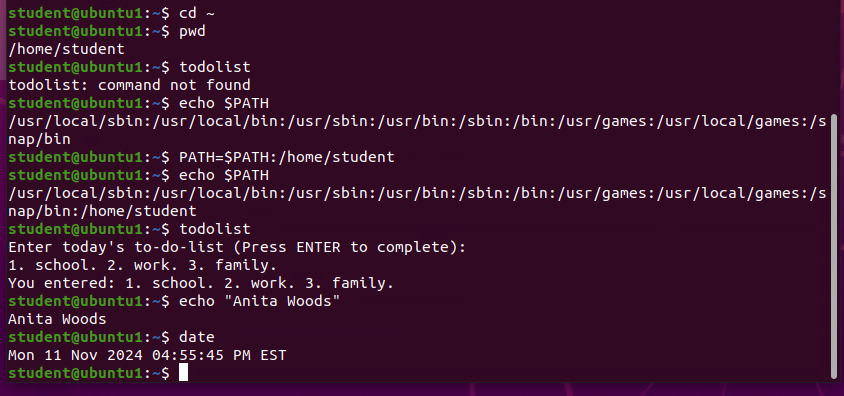 student@ubuntu1:~$ cd ~
student@ubuntu1:~$ pwd
/home/student
student@ubuntu1:~$ todolist
todolist: command not found
student@ubuntu1:~$ echo $PATH
/usr/local/sbin:/usr/local/bin:/usr/sbin:/usr/bin:/sbin:/bin:/usr/games:/usr/local/games:/s
nap/bin
student@ubuntu1:~$ PATH=$PATH:/home/student
student@ubuntu1:~$ echo $PATH
/usr/local/sbin:/usr/local/bin:/usr/sbin:/usr/bin:/sbin:/bin:/usr/games:/usr/local/games:/s
nap/bin:/home/student
student@ubuntu1:~$ todolist
Enter today's to-do-list (Press ENTER to complete):
1. school. 2. work. 3. family.
You entered: 1. school. 2. work. 3. family.
student@ubuntu1:~$ echo "Anita Woods"
Anita Woods
student@ubuntu1:~$ date
Mon 11 Nov 2024 04:55:45 PM EST
student@ubuntu1:~$